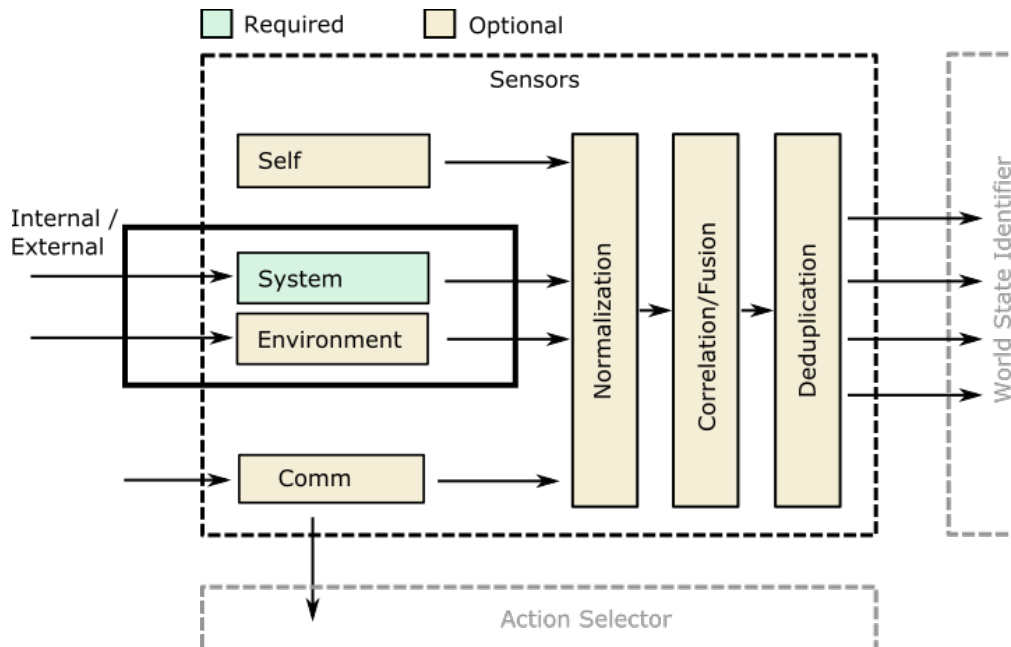 Required
Optional
Sensors
Self
Internal /
External
System
Environment
Comm
Normalization
Correlation/Fusion
Deduplication
World State Identifier
Action Selector